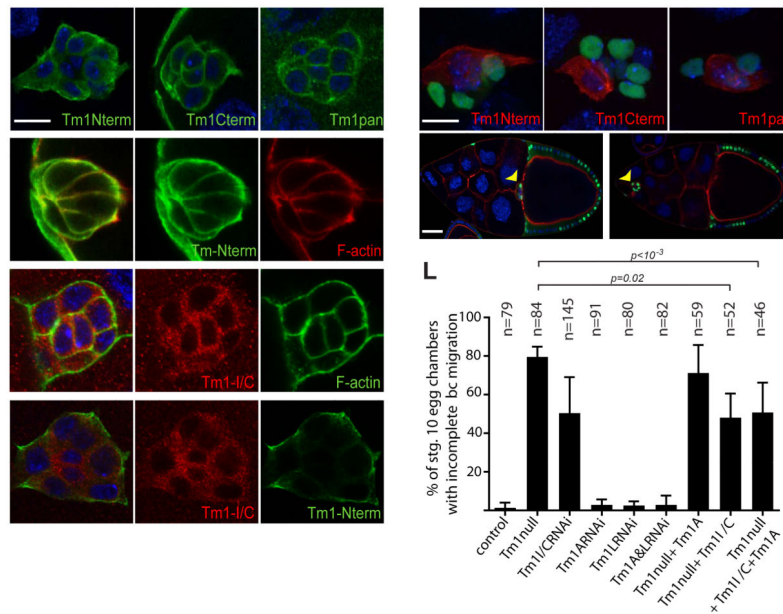 Tm1Nterm
Tm1Cterm
Tm1pan
Tm-Nterm
F-actin
Tm1-I/C
F-actin
Tm1-I/C
Tm1-I/C
Tm1-Nterm
Tm1Nterm
Tm1Cterm
Tm1pa
L
p<10⁻³
p=0.02
n=79
n=84
n=145
n=91
n=80
n=82
n=59
n=52
n=46
% of stg. 10 egg chambers
with incomplete bc migration
100
80
60
40
20
control
Tm1null
Tm1I/CRNAi
Tm1ARNAi
Tm1LRNAi
Tm1A&LRNAi
Tm1null+Tm1A
Tm1null+Tm1I/C
Tm1null
+Tm1I/C+Tm1A